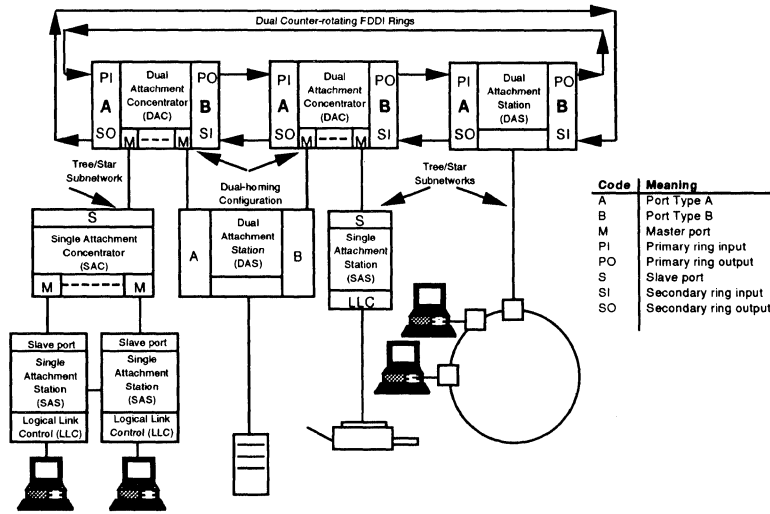 Dual Counter-rotating FDDI Rings
PI
A
SO
Dual
Attachment
Concentrator
(DAC)
M
M
PO
B
SI
PI
A
SO
Dual
Attachment
Concentrator
(DAC)
M
M
PO
B
SI
PI
A
SO
Dual
Attachment
Station
(DAS)
PO
B
SI
Tree/Star
Subnetwork
Dual-homing
Configuration
Tree/Star
Subnetworks
S
Single Attachment
Concentrator
(SAC)
M
M
A
Dual
Attachment
Station
(DAS)
B
S
Single
Attachment
Station
(SAS)
LLC
Slave port
Single
Attachment
Station
(SAS)
Logical Link
Control (LLC)
Slave port
Single
Attachment
Station
(SAS)
Logical Link
Control (LLC)
Code Meaning
A Port Type A
B Port Type B
M Master port
PI Primary ring input
PO Primary ring output
S Slave port
SI Secondary ring input
SO Secondary ring output